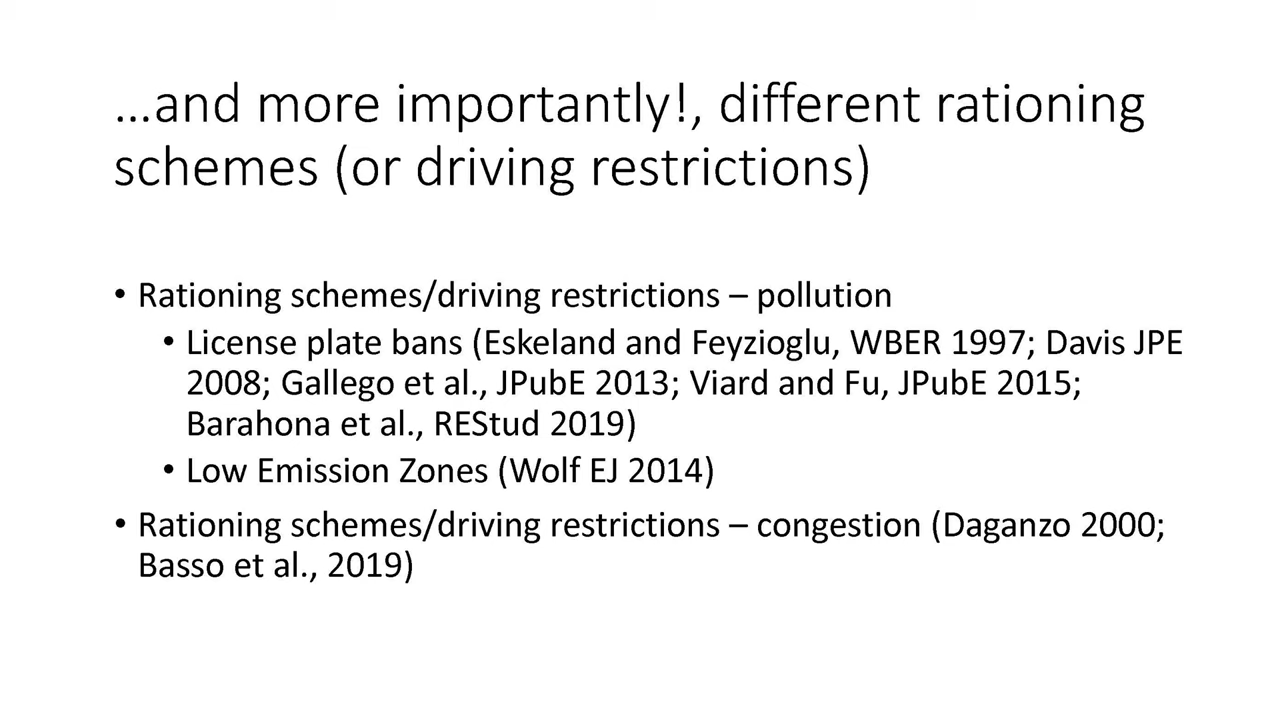 …and more importantly!, different rationing
schemes (or driving restrictions)
• Rationing schemes/driving restrictions – pollution
• License plate bans (Eskeland and Feyzioglu, WBER 1997; Davis JPE
2008; Gallego et al., JPubE 2013; Viard and Fu, JPubE 2015;
Barahona et al., REStud 2019)
• Low Emission Zones (Wolf EJ 2014)
• Rationing schemes/driving restrictions – congestion (Daganzo 2000;
Basso et al., 2019)